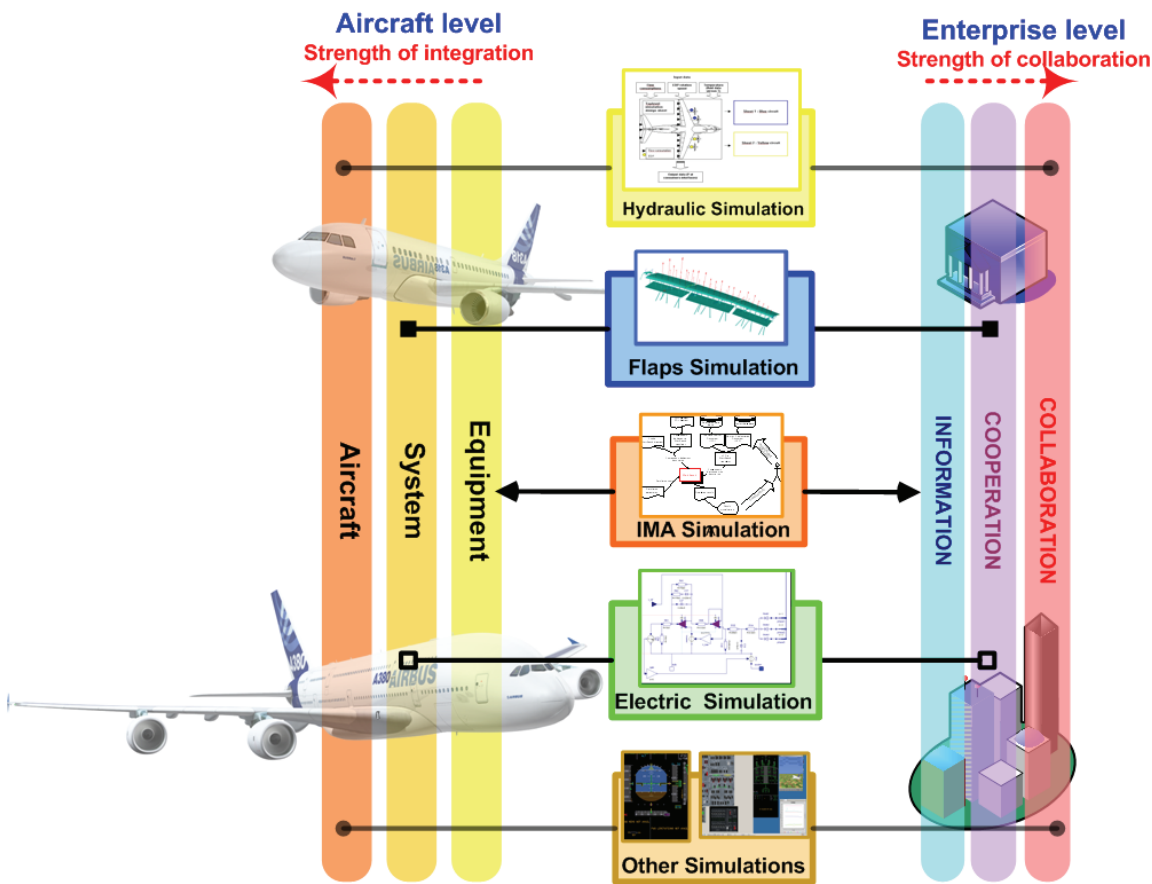 Aircraft level
Strength of integration
Enterprise level
Strength of collaboration
Hydraulic Simulation
AIRBUS
Flaps Simulation
Aircraft
System
Equipment
INFORMATION
COOPERATION
COLLABORATION
IMA Simulation
A380
A380 AIRBUS
Electric Simulation
Other Simulations